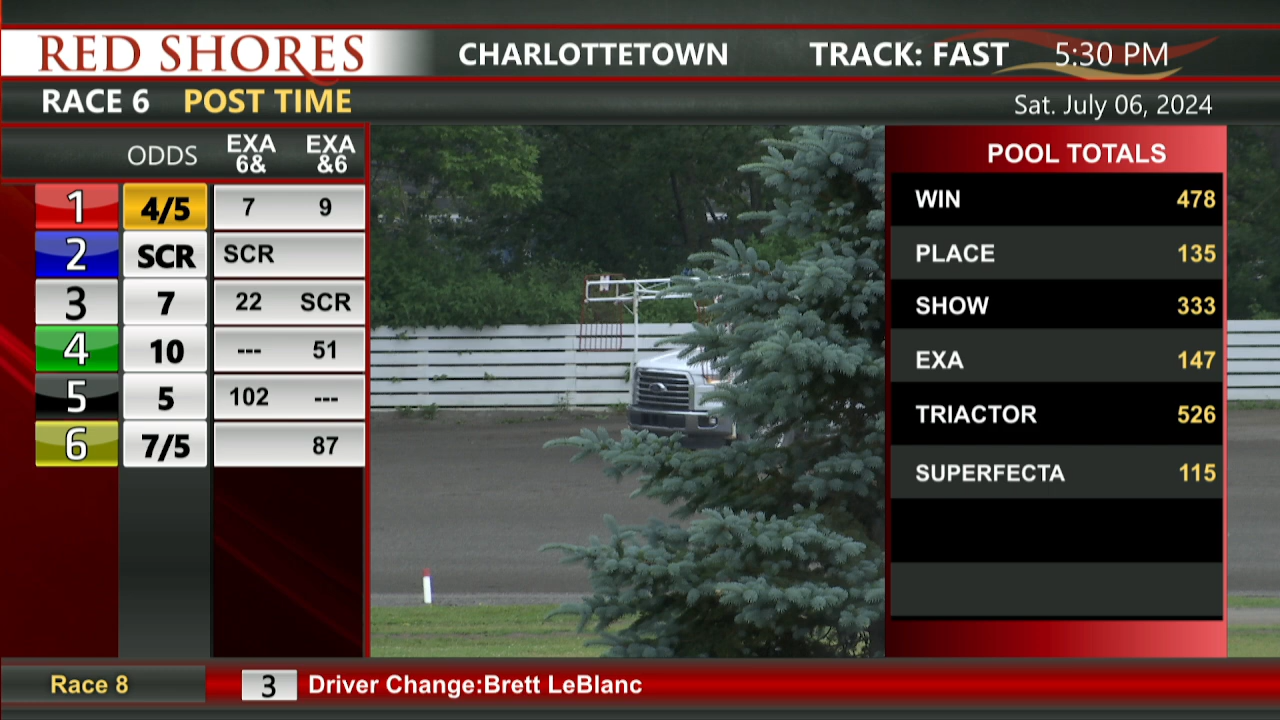 RED SHORES CHARLOTTETOWN TRACK: FAST 5:30 PM
RACE 6 POST TIME Sat. July 06, 2024
ODDS EXA 6& EXA &6
1 4/5 7 9
2 SCR SCR
3 7 22 SCR
4 10 --- 51
5 5 102 ---
6 7/5 87
POOL TOTALS
WIN 478
PLACE 135
SHOW 333
EXA 147
TRIACTOR 526
SUPERFECTA 115
Race 8 3 Driver Change:Brett LeBlanc